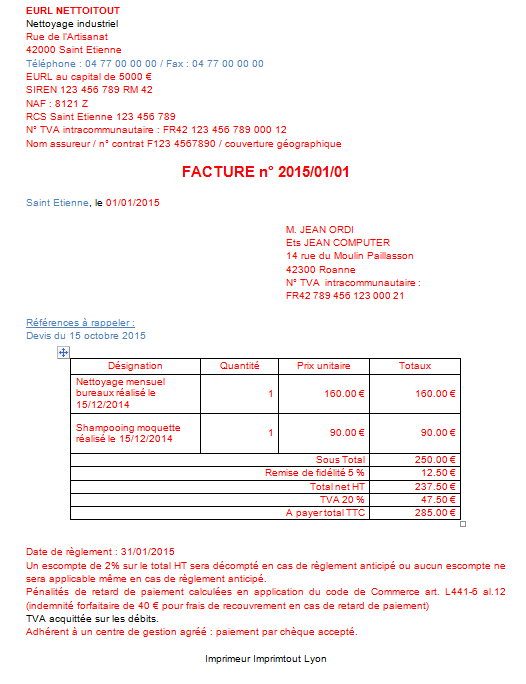 EURL NETTOITOUT
Nettoyage industriel
Rue de l'Artisanat
42000 Saint Etienne
Téléphone : 04 77 00 00 00 / Fax : 04 77 00 00 00
EURL au capital de 5000 €
SIREN 123 456 789 RM 42
NAF : 8121 Z
RCS Saint Etienne 123 456 789
N° TVA intracommunautaire : FR42 123 456 789 000 12
Nom assureur / n° contrat F123 4567890 / couverture géographique
FACTURE n° 2015/01/01
Saint Etienne, le 01/01/2015
M. JEAN ORDI
Ets JEAN COMPUTER
14 rue du Moulin Paillasson
42300 Roanne
N° TVA intracommunautaire :
FR42 789 456 123 000 21
Références à rappeler :
Devis du 15 octobre 2015
Désignation Quantité Prix unitaire Totaux
Nettoyage mensuel
bureaux réalisé le 1 160.00 € 160.00 €
15/12/2014
Shampooing moquette 1 90.00 € 90.00 €
réalisé le 15/12/2014
Sous Total 250.00 €
Remise de fidélité 5 % 12.50 €
Total net HT 237.50 €
TVA 20 % 47.50 €
A payer total TTC 285.00 €
Date de règlement : 31/01/2015
Un escompte de 2% sur le total HT sera décompté en cas de règlement anticipé ou aucun escompte ne
sera applicable même en cas de règlement anticipé.
Pénalités de retard de paiement calculées en application du code de Commerce art. L441-6 al.12
(indemnité forfaitaire de 40 € pour frais de recouvrement en cas de retard de paiement)
TVA acquittée sur les débits.
Adhérent à un centre de gestion agréé : paiement par chèque accepté.
Imprimeur Imprimtout Lyon